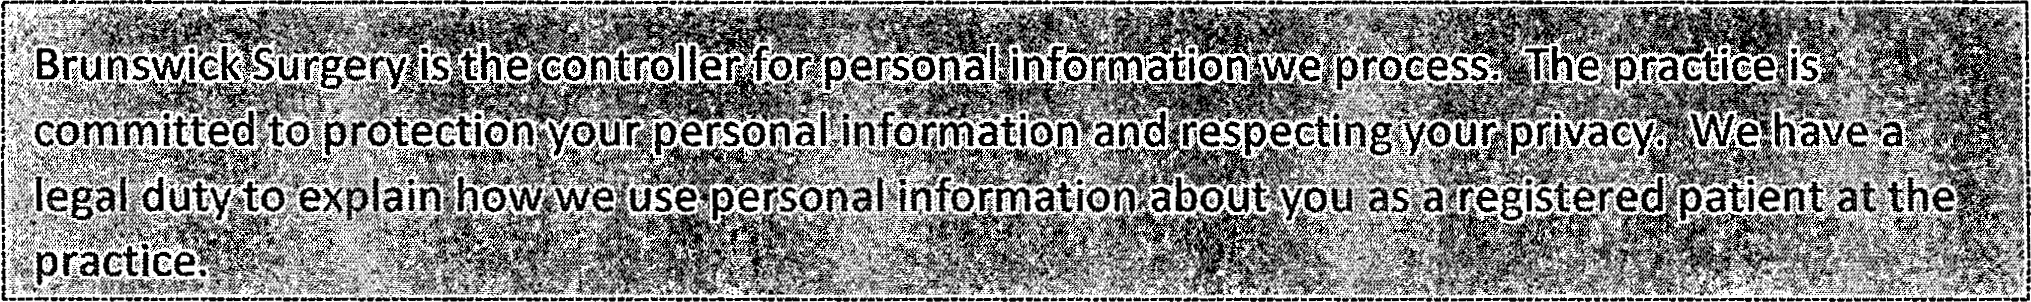 Brunswick Surgery is the controller for personal information we process.  The practice is
committed to protection your personal information and respecting your privacy.  We have a
legal duty to explain how we use personal information about you as a registered patient at the
practice.